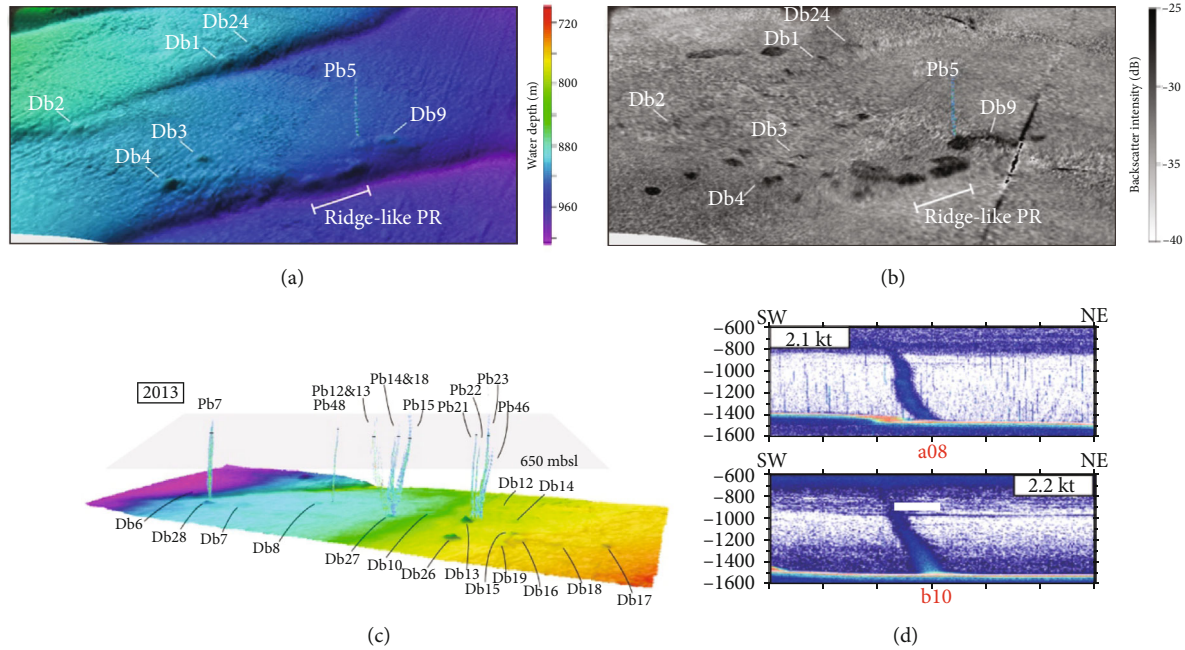 Db24
Db1
Pb5
Db2
Db3
Db9
Db4
Ridge-like PR
720
800
880
960
Water depth (m)
(a)
Db24
Db1
Pb5
Db2
Db9
Db3
Db4
Ridge-like PR
−25
−30
−35
−40
Backscatter intensity (dB)
(b)
2013
Pb7
Pb12&13
Pb48
Pb14&18
Pb15
Pb21
Pb22
Pb23
Pb46
650 mbsl
Db12
Db14
Db6
Db28
Db7
Db8
Db27
Db10
Db26
Db13
Db15
Db19
Db16
Db18
Db17
(c)
SW
NE
2.1 kt
−600
−800
−1000
−1200
−1400
−1600
a08
SW
NE
2.2 kt
−600
−800
−1000
−1200
−1400
−1600
b10
(d)